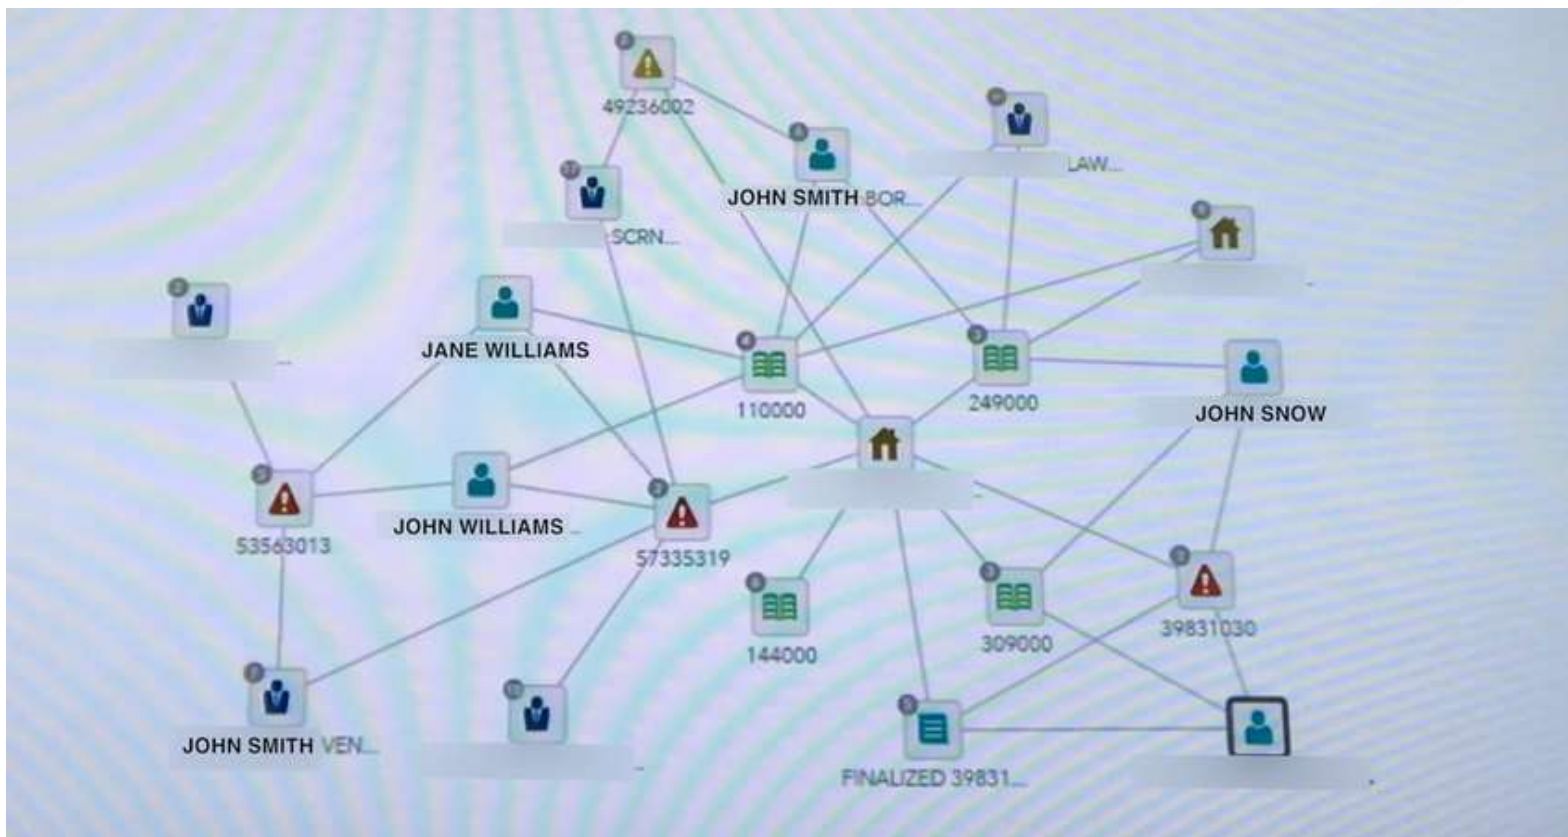 49236002
LAW...
JOHN SMITH BOR...
SCRN...
JANE WILLIAMS
110000
249000
JOHN SNOW
JOHN WILLIAMS ...
53563013
57335319
144000
309000
39831030
JOHN SMITH VEN...
FINALIZED 39831...